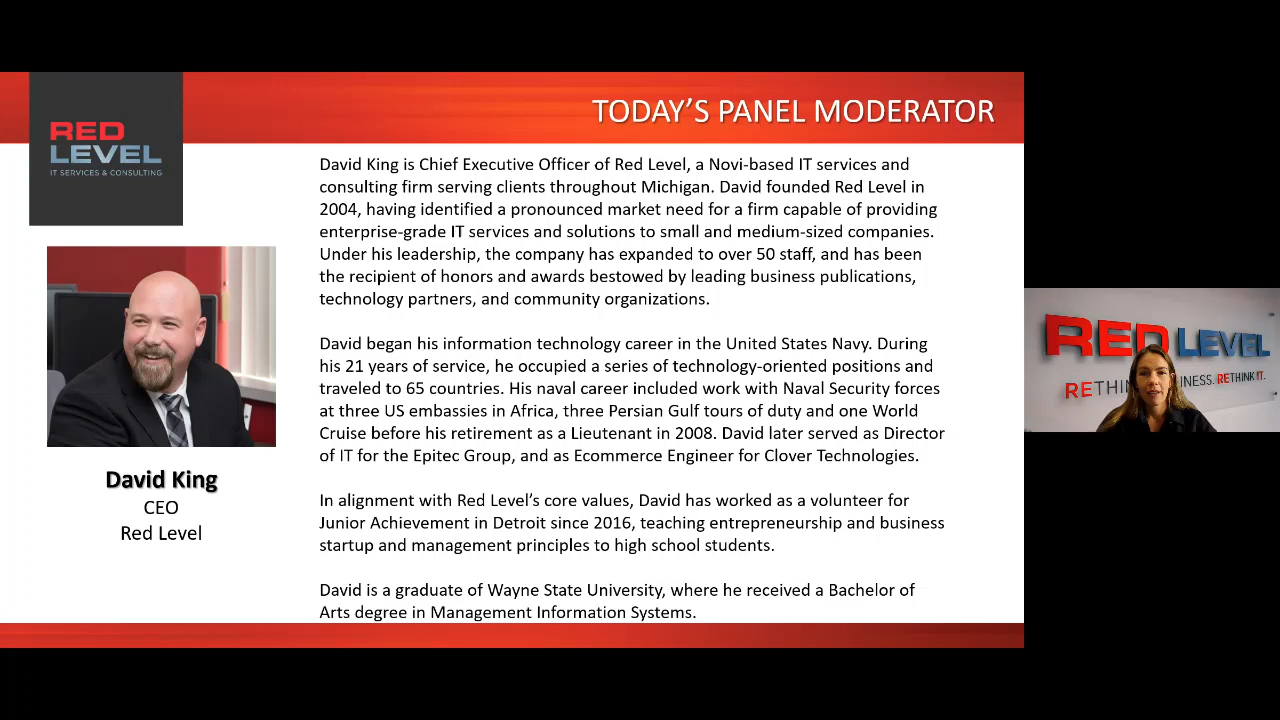 TODAY'S PANEL MODERATOR
RED
LEVEL
IT SERVICES & CONSULTING
David King is Chief Executive Officer of Red Level, a Novi-based IT services and
consulting firm serving clients throughout Michigan. David founded Red Level in
2004, having identified a pronounced market need for a firm capable of providing
enterprise-grade IT services and solutions to small and medium-sized companies.
Under his leadership, the company has expanded to over 50 staff, and has been
the recipient of honors and awards bestowed by leading business publications,
technology partners, and community organizations.
David began his information technology career in the United States Navy. During
his 21 years of service, he occupied a series of technology-oriented positions and
traveled to 65 countries. His naval career included work with Naval Security forces
at three US embassies in Africa, three Persian Gulf tours of duty and one World
Cruise before his retirement as a Lieutenant in 2008. David later served as Director
of IT for the Epitec Group, and as Ecommerce Engineer for Clover Technologies.
In alignment with Red Level's core values, David has worked as a volunteer for
Junior Achievement in Detroit since 2016, teaching entrepreneurship and business
startup and management principles to high school students.
David is a graduate of Wayne State University, where he received a Bachelor of
Arts degree in Management Information Systems.
David King
CEO
Red Level
RED LEVEL
RETHIN INESS. RETHINK IT.